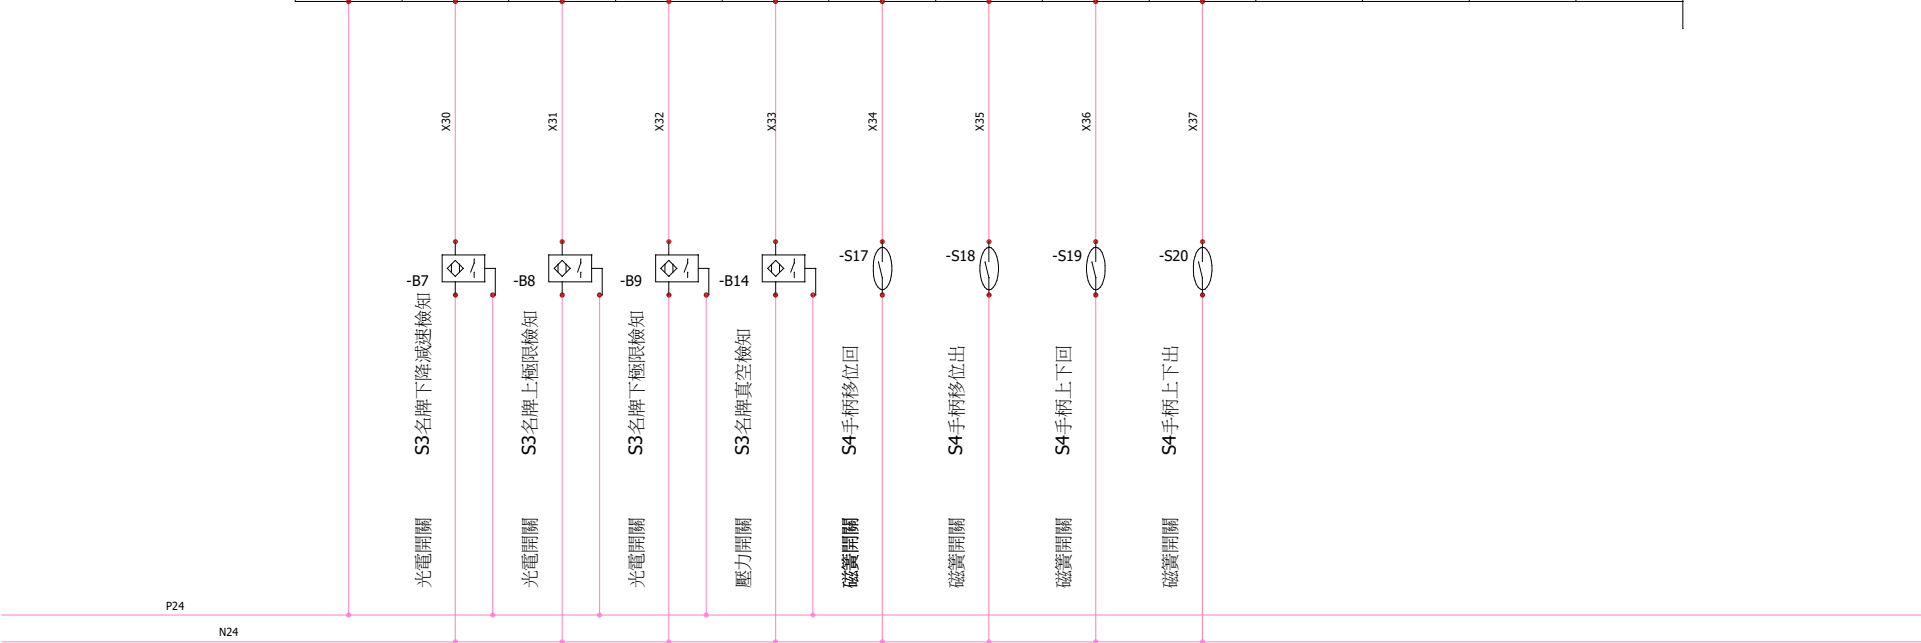 X30
X31
X32
X33
X34
X35
X36
X37
-B7
-B8
-B9
-B14
-S17
-S18
-S19
-S20
S3名牌下降減速檢知
S3名牌上極限檢知
S3名牌下極限檢知
S3名牌真空檢知
S4手柄移位回
S4手柄移位出
S4手柄上下回
S4手柄上下出
光電開關
光電開關
光電開關
壓力開關
磁簧開關
磁簧開關
磁簧開關
磁簧開關
P24
N24